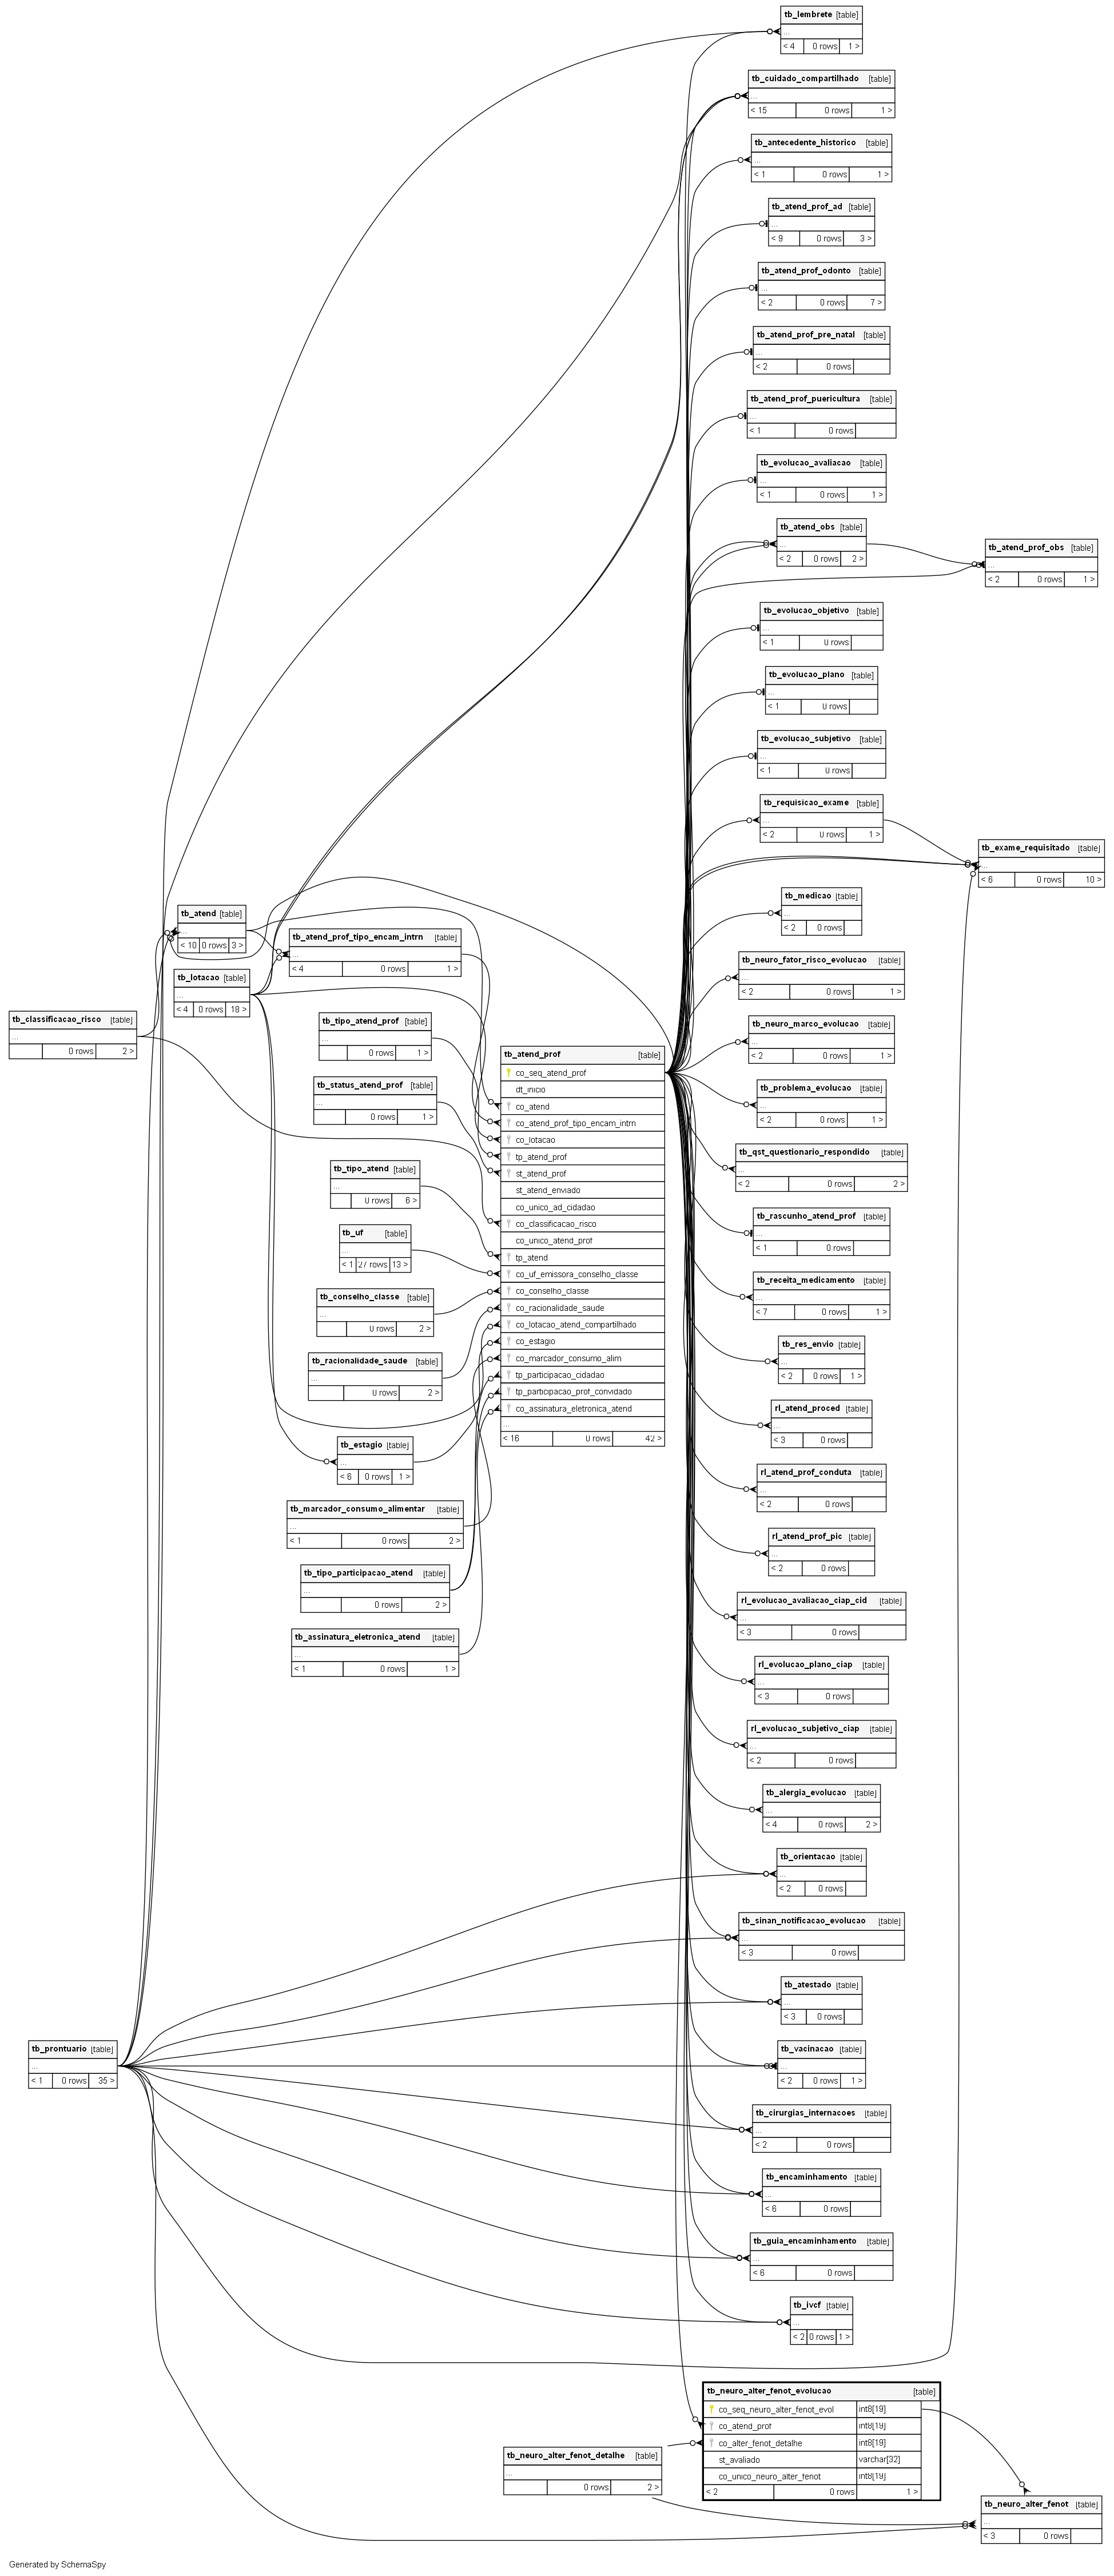 tb_lembrete [table]
...
< 4 0 rows 1 >
tb_cuidado_compartilhado [table]
...
< 15 0 rows 1 >
tb_antecedente_historico [table]
...
< 1 0 rows 1 >
tb_atend_prof_ad [table]
...
< 9 0 rows 3 >
tb_atend_prof_odonto [table]
...
< 2 0 rows 7 >
tb_atend_prof_pre_natal [table]
...
< 2 0 rows
tb_atend_prof_puericultura [table]
...
< 1 0 rows
tb_evolucao_avaliacao [table]
...
< 1 0 rows 1 >
tb_atend_obs [table]
...
< 2 0 rows 2 >
tb_atend_prof_obs [table]
...
< 2 0 rows 1 >
tb_evolucao_objetivo [table]
...
< 1 0 rows
tb_evolucao_plano [table]
...
< 1 0 rows
tb_evolucao_subjetivo [table]
...
< 1 0 rows
tb_requisicao_exame [table]
...
< 2 0 rows 1 >
tb_exame_requisitado [table]
...
< 6 0 rows 10 >
tb_medicao [table]
...
< 2 0 rows
tb_atend [table]
...
< 10 0 rows 3 >
tb_atend_prof_tipo_encam_intrn [table]
...
< 4 0 rows 1 >
tb_neuro_fator_risco_evolucao [table]
...
< 2 0 rows 1 >
tb_lotacao [table]
...
< 4 0 rows 18 >
tb_classificacao_risco [table]
...
0 rows 2 >
tb_tipo_atend_prof [table]
...
0 rows 1 >
tb_neuro_marco_evolucao [table]
...
< 2 0 rows 1 >
tb_status_atend_prof [table]
...
0 rows 1 >
tb_problema_evolucao [table]
...
< 2 0 rows 1 >
tb_atend_prof [table]
co_seq_atend_prof
dt_inicio
co_atend
co_atend_prof_tipo_encam_intrn
co_lotacao
tp_atend_prof
st_atend_prof
st_atend_enviado
co_unico_ad_cidadao
co_classificacao_risco
co_unico_atend_prof
tp_atend
co_uf_emissora_conselho_classe
co_conselho_classe
co_racionalidade_saude
co_lotacao_atend_compartilhado
co_estagio
co_marcador_consumo_alim
tp_participacao_cidadao
tp_participacao_prof_convidado
co_assinatura_eletronica_atend
...
< 16 0 rows 42 >
tb_tipo_atend [table]
...
0 rows 6 >
tb_qst_questionario_respondido [table]
...
< 2 0 rows 2 >
tb_uf [table]
...
< 1 27 rows 13 >
tb_rascunho_atend_prof [table]
...
< 1 0 rows
tb_conselho_classe [table]
...
0 rows 2 >
tb_receita_medicamento [table]
...
< 7 0 rows 1 >
tb_racionalidade_saude [table]
...
0 rows 2 >
tb_res_envio [table]
...
< 2 0 rows 1 >
tb_estagio [table]
...
< 6 0 rows 1 >
rl_atend_proced [table]
...
< 3 0 rows
tb_marcador_consumo_alimentar [table]
...
< 1 0 rows 2 >
rl_atend_prof_conduta [table]
...
< 2 0 rows
tb_tipo_participacao_atend [table]
...
0 rows 2 >
rl_atend_prof_pic [table]
...
< 2 0 rows
tb_assinatura_eletronica_atend [table]
...
< 1 0 rows 1 >
rl_evolucao_avaliacao_ciap_cid [table]
...
< 3 0 rows
rl_evolucao_plano_ciap [table]
...
< 3 0 rows
rl_evolucao_subjetivo_ciap [table]
...
< 2 0 rows
tb_alergia_evolucao [table]
...
< 4 0 rows 2 >
tb_orientacao [table]
...
< 2 0 rows
tb_sinan_notificacao_evolucao [table]
...
< 3 0 rows
tb_atestado [table]
...
< 3 0 rows
tb_prontuario [table]
...
< 1 0 rows 35 >
tb_vacinacao [table]
...
< 2 0 rows 1 >
tb_cirurgias_internacoes [table]
...
< 2 0 rows
tb_encaminhamento [table]
...
< 6 0 rows
tb_guia_encaminhamento [table]
...
< 6 0 rows
tb_ivcf [table]
...
< 2 0 rows 1 >
tb_neuro_alter_fenot_evolucao [table]
co_seq_neuro_alter_fenot_evol int8[19]
co_atend_prof int8[19]
co_alter_fenot_detalhe int8[19]
st_avaliado varchar[32]
co_unico_neuro_alter_fenot int8[19]
< 2 0 rows 1 >
tb_neuro_alter_fenot_detalhe [table]
...
0 rows 2 >
tb_neuro_alter_fenot [table]
...
< 3 0 rows
Generated by SchemaSpy